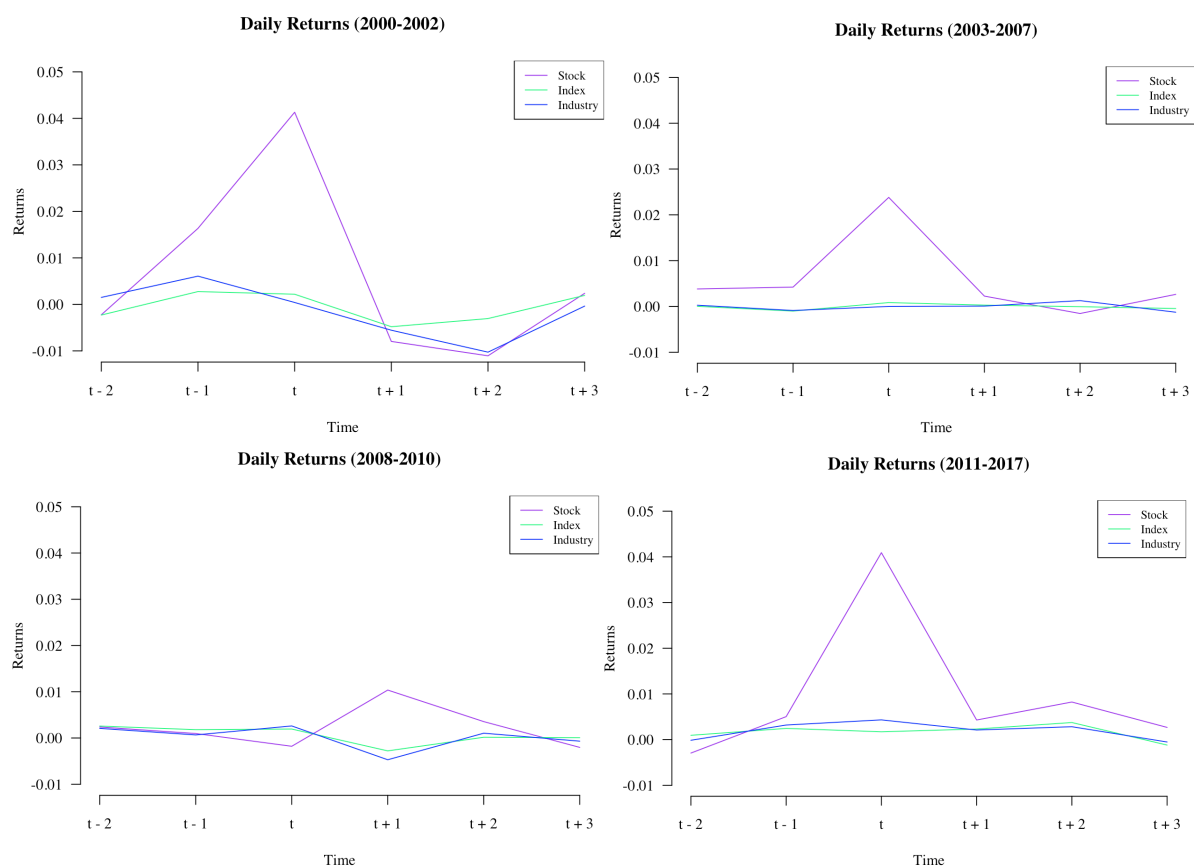 Daily Returns (2000-2002)
0.05
0.04
0.03
0.02
0.01
0.00
-0.01
Returns
Stock
Index
Industry
t - 2 t - 1 t t + 1 t + 2 t + 3
Time
Daily Returns (2003-2007)
0.05
0.04
0.03
0.02
0.01
0.00
-0.01
Returns
Stock
Index
Industry
t - 2 t - 1 t t + 1 t + 2 t + 3
Time
Daily Returns (2008-2010)
0.05
0.04
0.03
0.02
0.01
0.00
-0.01
Returns
Stock
Index
Industry
t - 2 t - 1 t t + 1 t + 2 t + 3
Time
Daily Returns (2011-2017)
0.05
0.04
0.03
0.02
0.01
0.00
-0.01
Returns
Stock
Index
Industry
t - 2 t - 1 t t + 1 t + 2 t + 3
Time